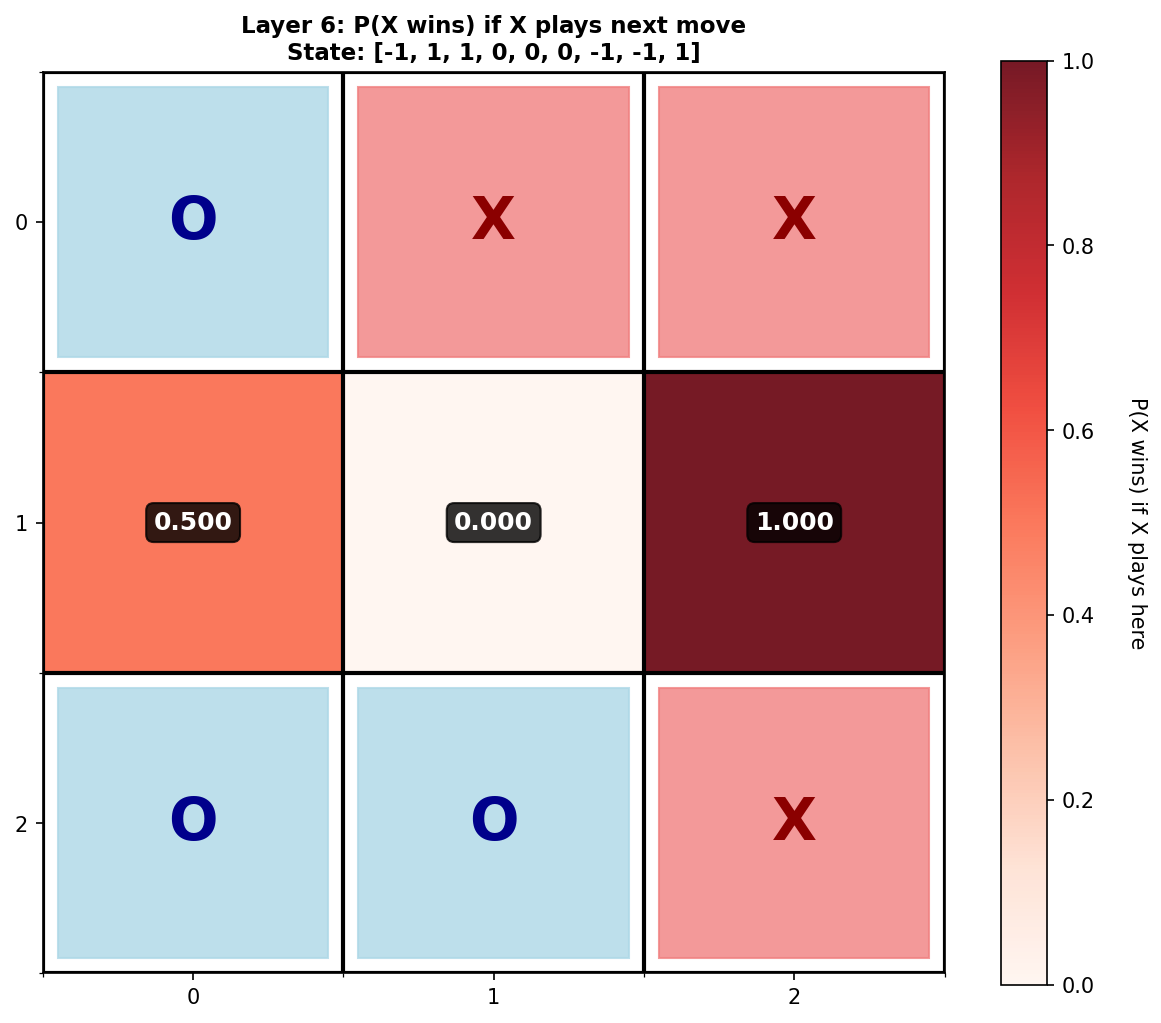 Layer 6: P(X wins) if X plays next move
State: [-1, 1, 1, 0, 0, 0, -1, -1, 1]
0
O
X
X
1
0.500
0.000
1.000
2
O
O
X
0
1
2
1.0
0.8
0.6
0.4
0.2
0.0
P(X wins) if X plays here